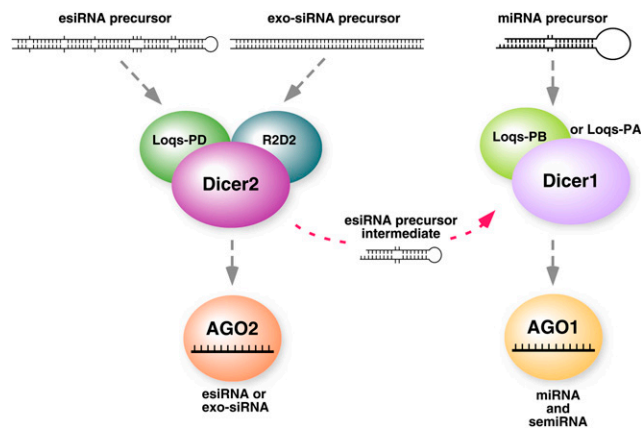 esiRNA precursor
exo-siRNA precursor
miRNA precursor
Loqs-PD
R2D2
Dicer2
Loqs-PB
or Loqs-PA
Dicer1
esiRNA precursor
intermediate
AGO2
AGO1
esiRNA or
exo-siRNA
miRNA
and
semiRNA